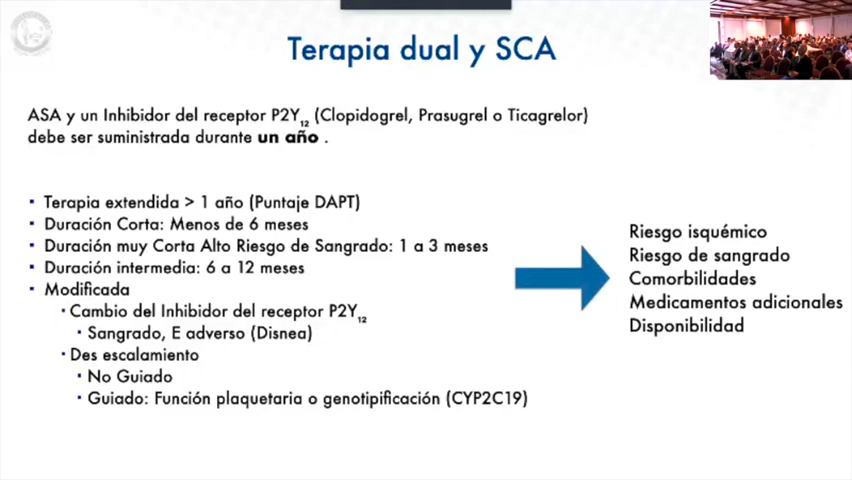 Terapia dual y SCA
ASA y un Inhibidor del receptor P2Y12 (Clopidogrel, Prasugrel o Ticagrelor)
debe ser suministrada durante un año .
▪ Terapia extendida > 1 año (Puntaje DAPT)
▪ Duración Corta: Menos de 6 meses
▪ Duración muy Corta Alto Riesgo de Sangrado: 1 a 3 meses
▪ Duración intermedia: 6 a 12 meses
▪ Modificada
▪ Cambio del Inhibidor del receptor P2Y12
▪ Sangrado, E adverso (Disnea)
▪ Des escalamiento
▪ No Guiado
▪ Guiado: Función plaquetaria o genotipificación (CYP2C19)
Riesgo isquémico
Riesgo de sangrado
Comorbilidades
Medicamentos adicionales
Disponibilidad